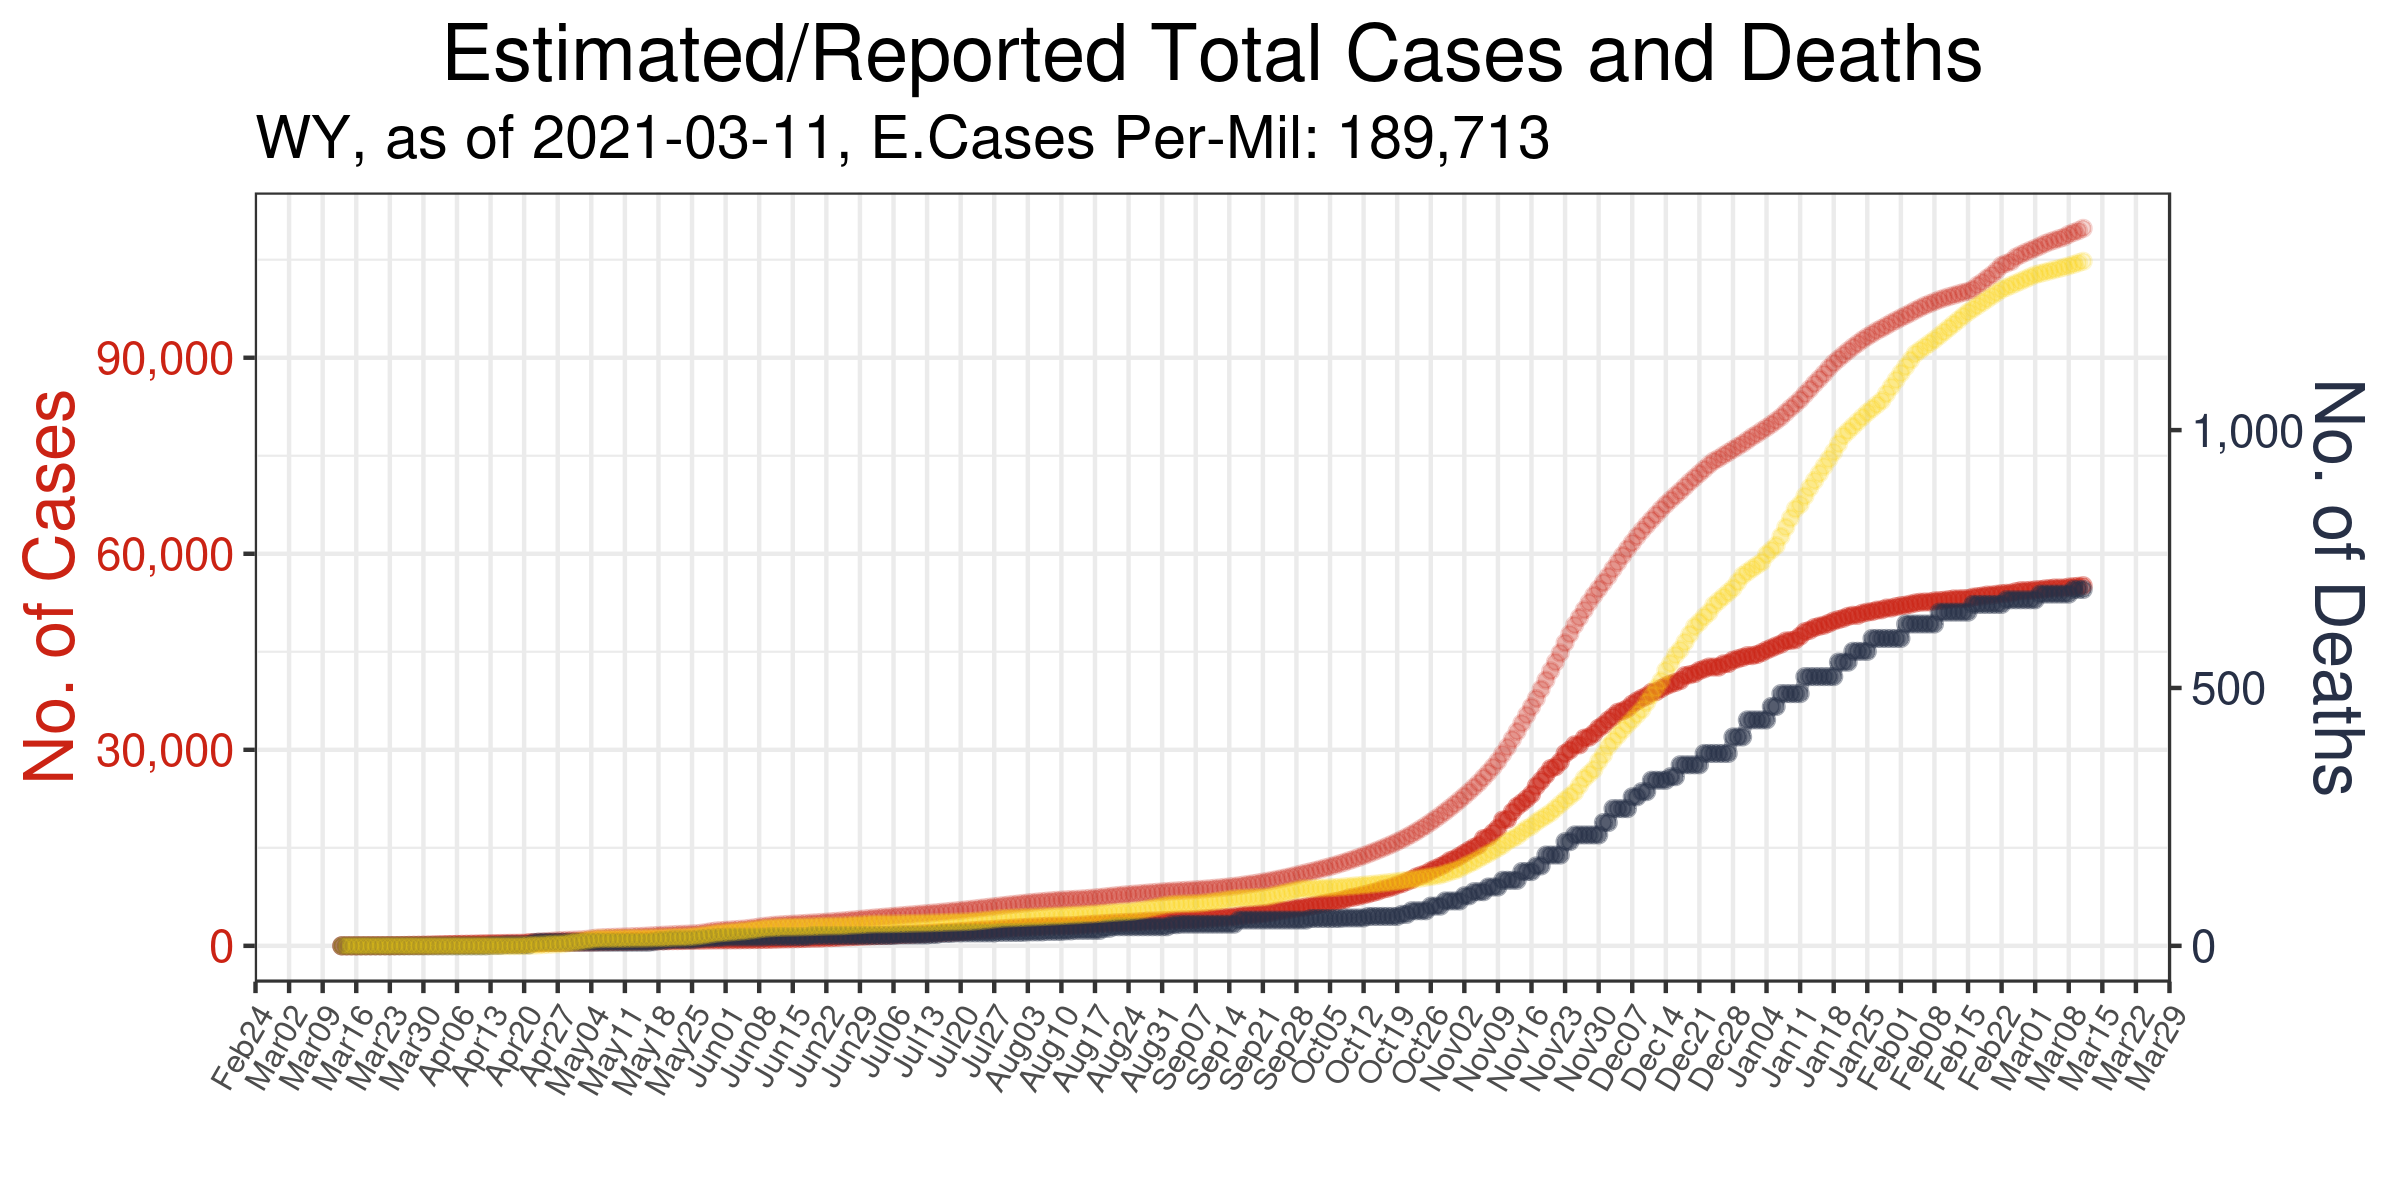 Estimated/Reported Total Cases and Deaths
WY, as of 2021-03-11, E.Cases Per-Mil: 189,713
No. of Cases
90,000
60,000
30,000
0
No. of Deaths
1,000
500
0
Feb24
Mar02
Mar09
Mar16
Mar23
Mar30
Apr06
Apr13
Apr20
Apr27
May04
May11
May18
May25
Jun01
Jun08
Jun15
Jun22
Jun29
Jul06
Jul13
Jul20
Jul27
Aug03
Aug10
Aug17
Aug24
Aug31
Sep07
Sep14
Sep21
Sep28
Oct05
Oct12
Oct19
Oct26
Nov02
Nov09
Nov16
Nov23
Nov30
Dec07
Dec14
Dec21
Dec28
Jan04
Jan11
Jan18
Jan25
Feb01
Feb08
Feb15
Feb22
Mar01
Mar08
Mar15
Mar22
Mar29